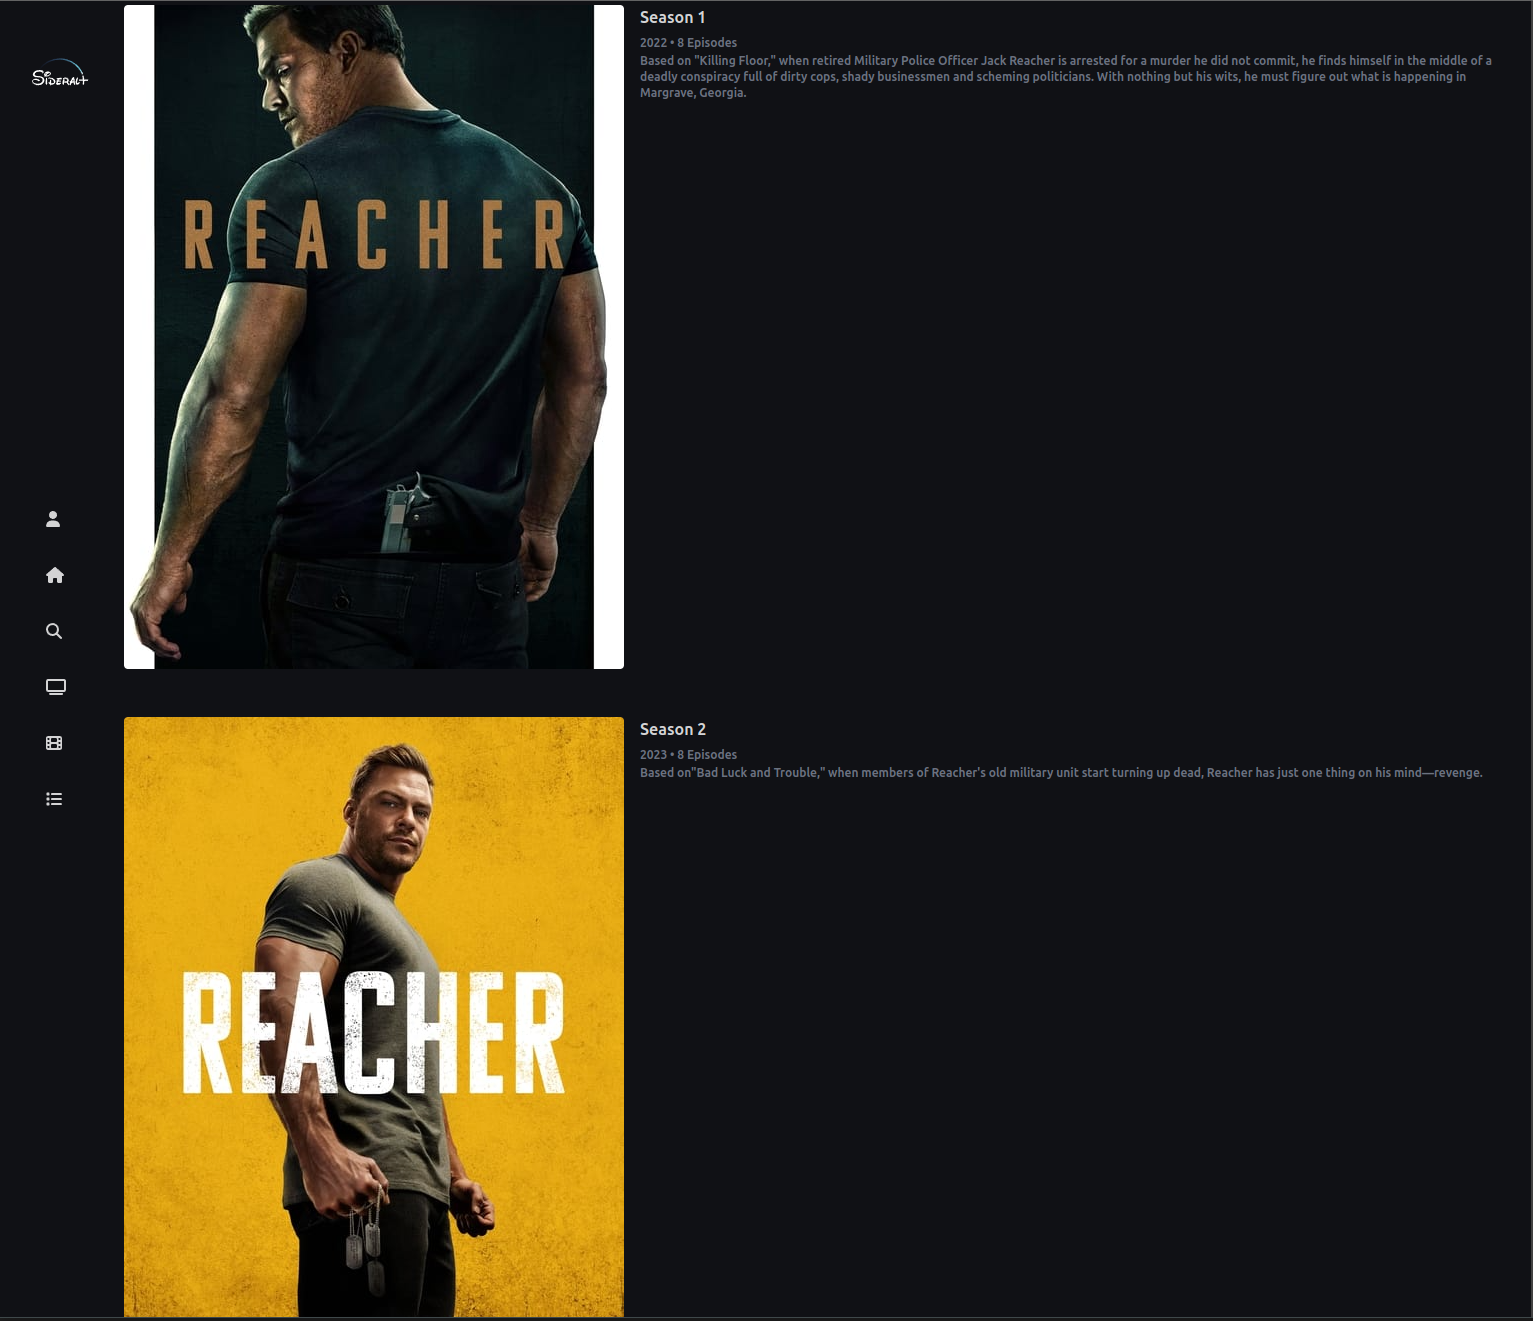 SIDERAL+
REACHER
Season 1
2022 • 8 Episodes
Based on "Killing Floor," when retired Military Police Officer Jack Reacher is arrested for a murder he did not commit, he finds himself in the middle of a
deadly conspiracy full of dirty cops, shady businessmen and scheming politicians. With nothing but his wits, he must figure out what is happening in
Margrave, Georgia.
REACHER
Season 2
2023 • 8 Episodes
Based on"Bad Luck and Trouble," when members of Reacher's old military unit start turning up dead, Reacher has just one thing on his mind—revenge.